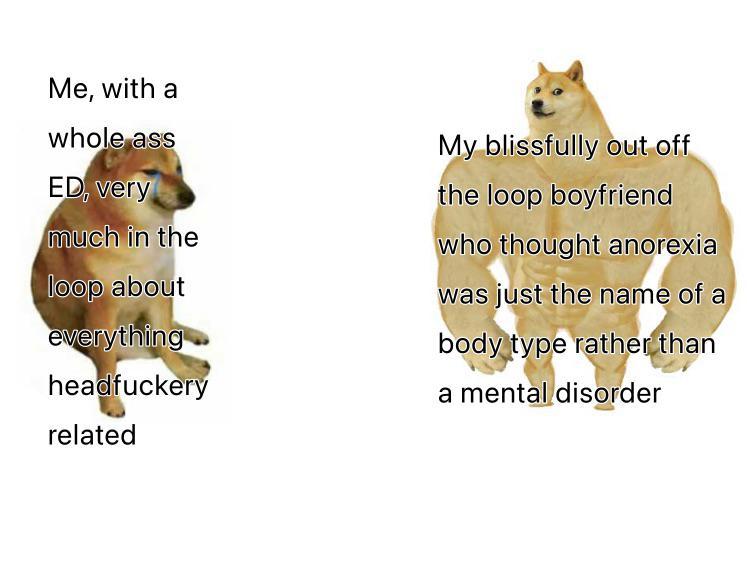 Me, with a
whole ass
ED, very
much in the
loop about
everything
headfuckery
related
My blissfully out off
the loop boyfriend
who thought anorexia
was just the name of a
body type rather than
a mental disorder